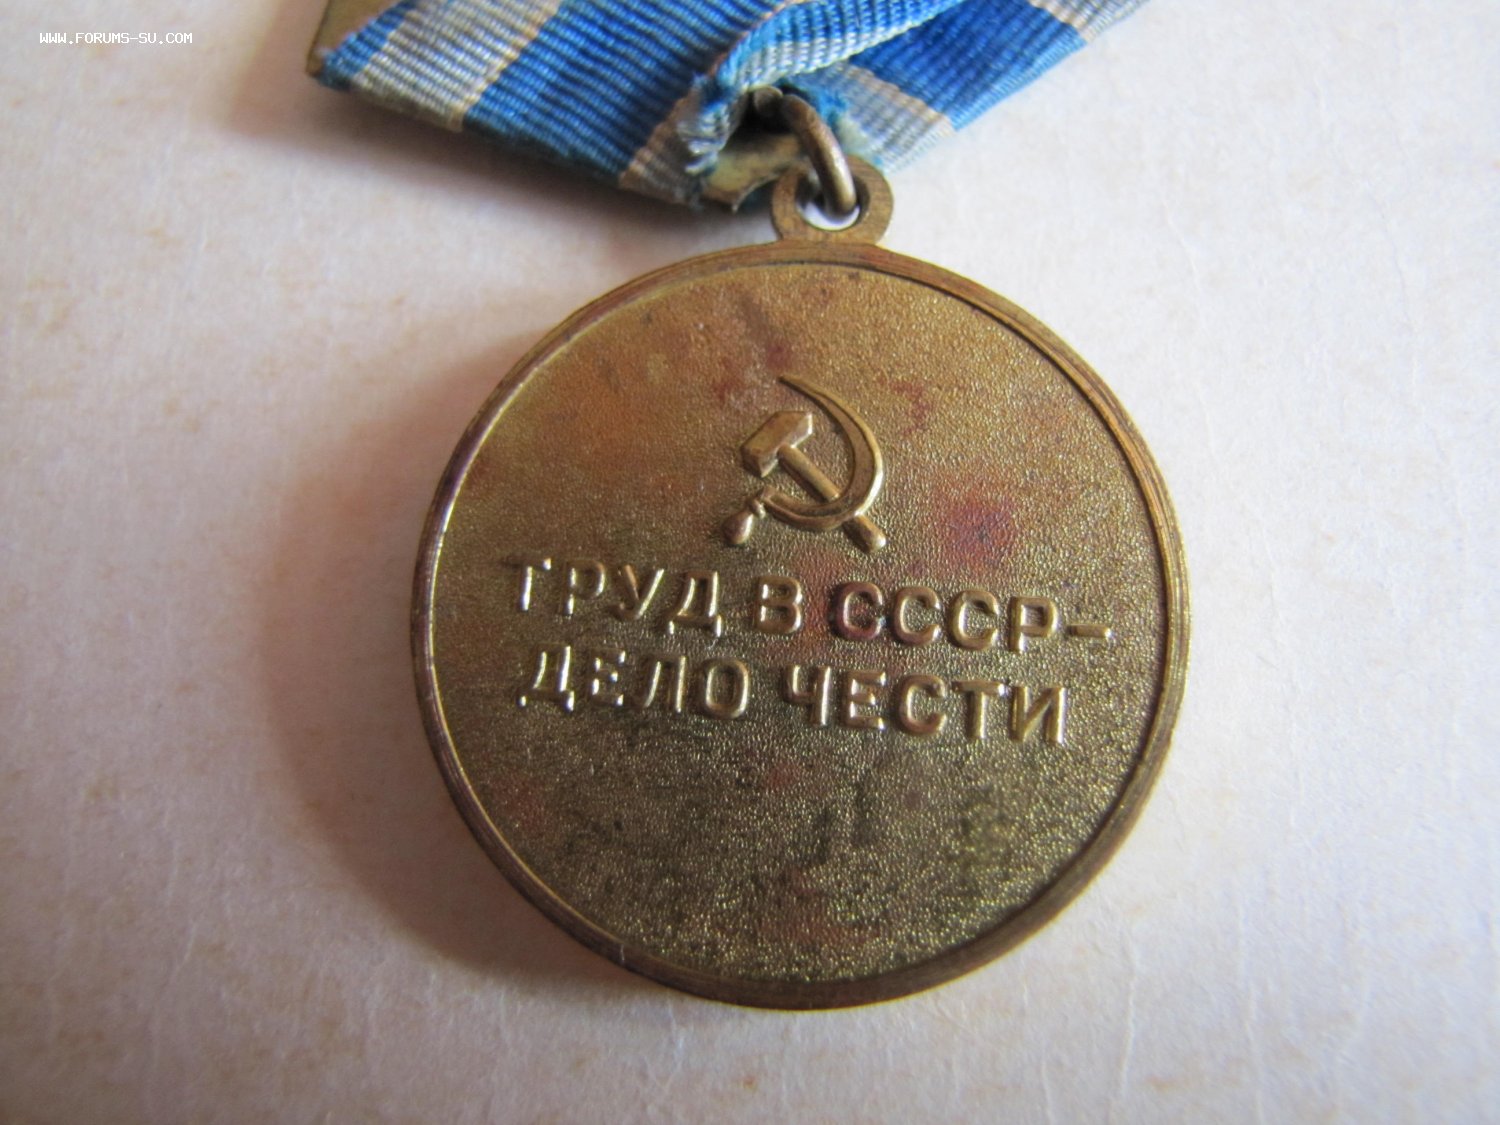 WWW.FORUMS-SU.COM
ТРУД В СССР-
ДЕЛО ЧЕСТИ